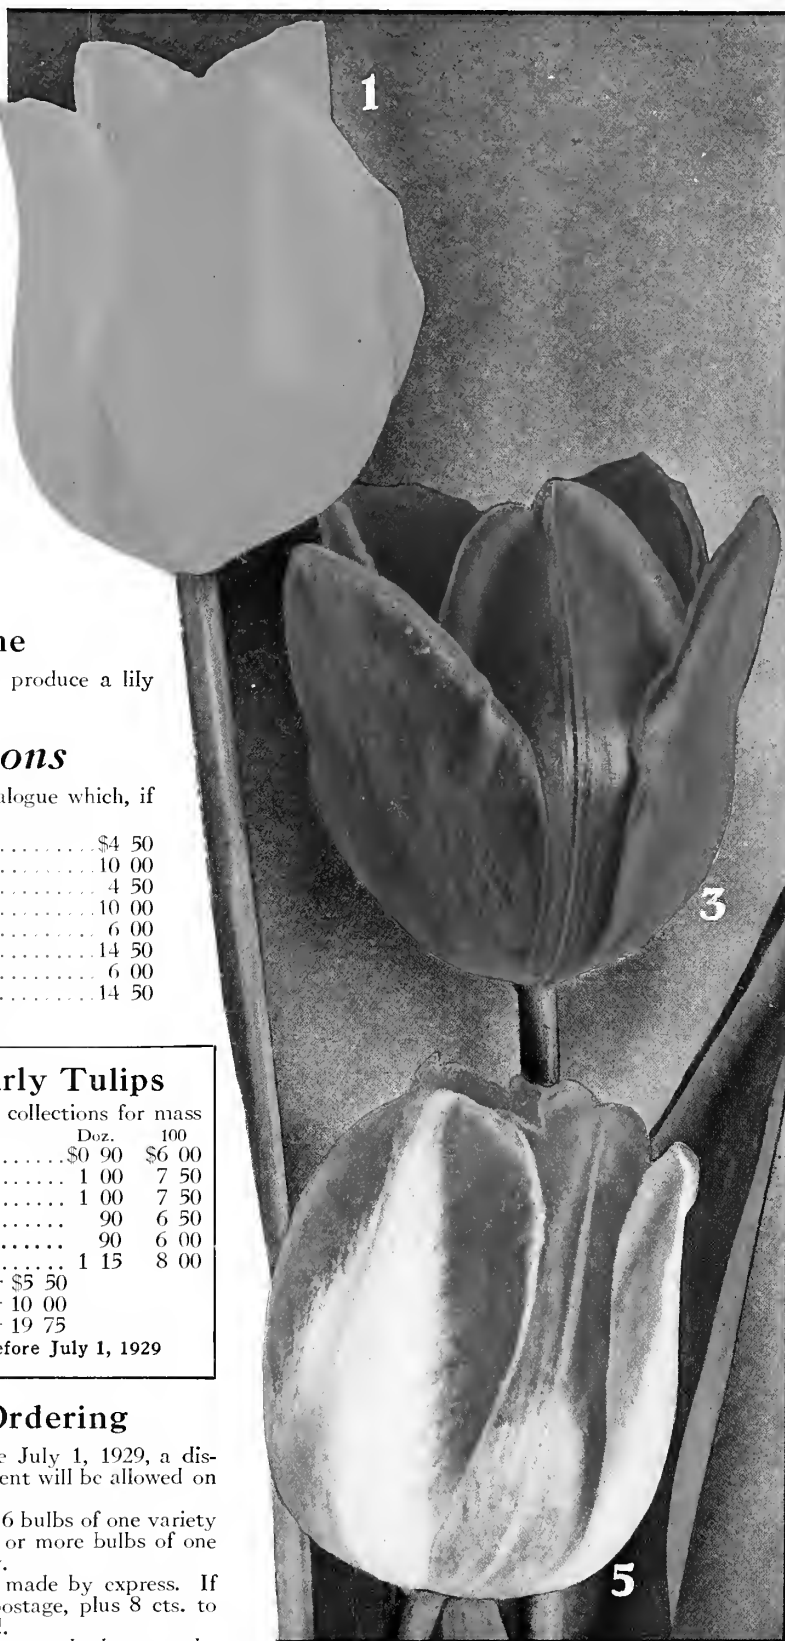 1
produce a lily
ons
alogue which, if
$4 50
10 00
4 50
10 00
6 00
14 50
6 00
14 50
3
rly Tulips
collections for mass
Doz. 100
$0 90 $6 00
1 00 7 50
1 00 7 50
90 6 50
90 6 00
1 15 8 00
$5 50
10 00
19 75
efore July 1, 1929
Ordering
e July 1, 1929, a dis-
ent will be allowed on
6 bulbs of one variety
or more bulbs of one
made by express. If
ostage, plus 8 cts. to
5